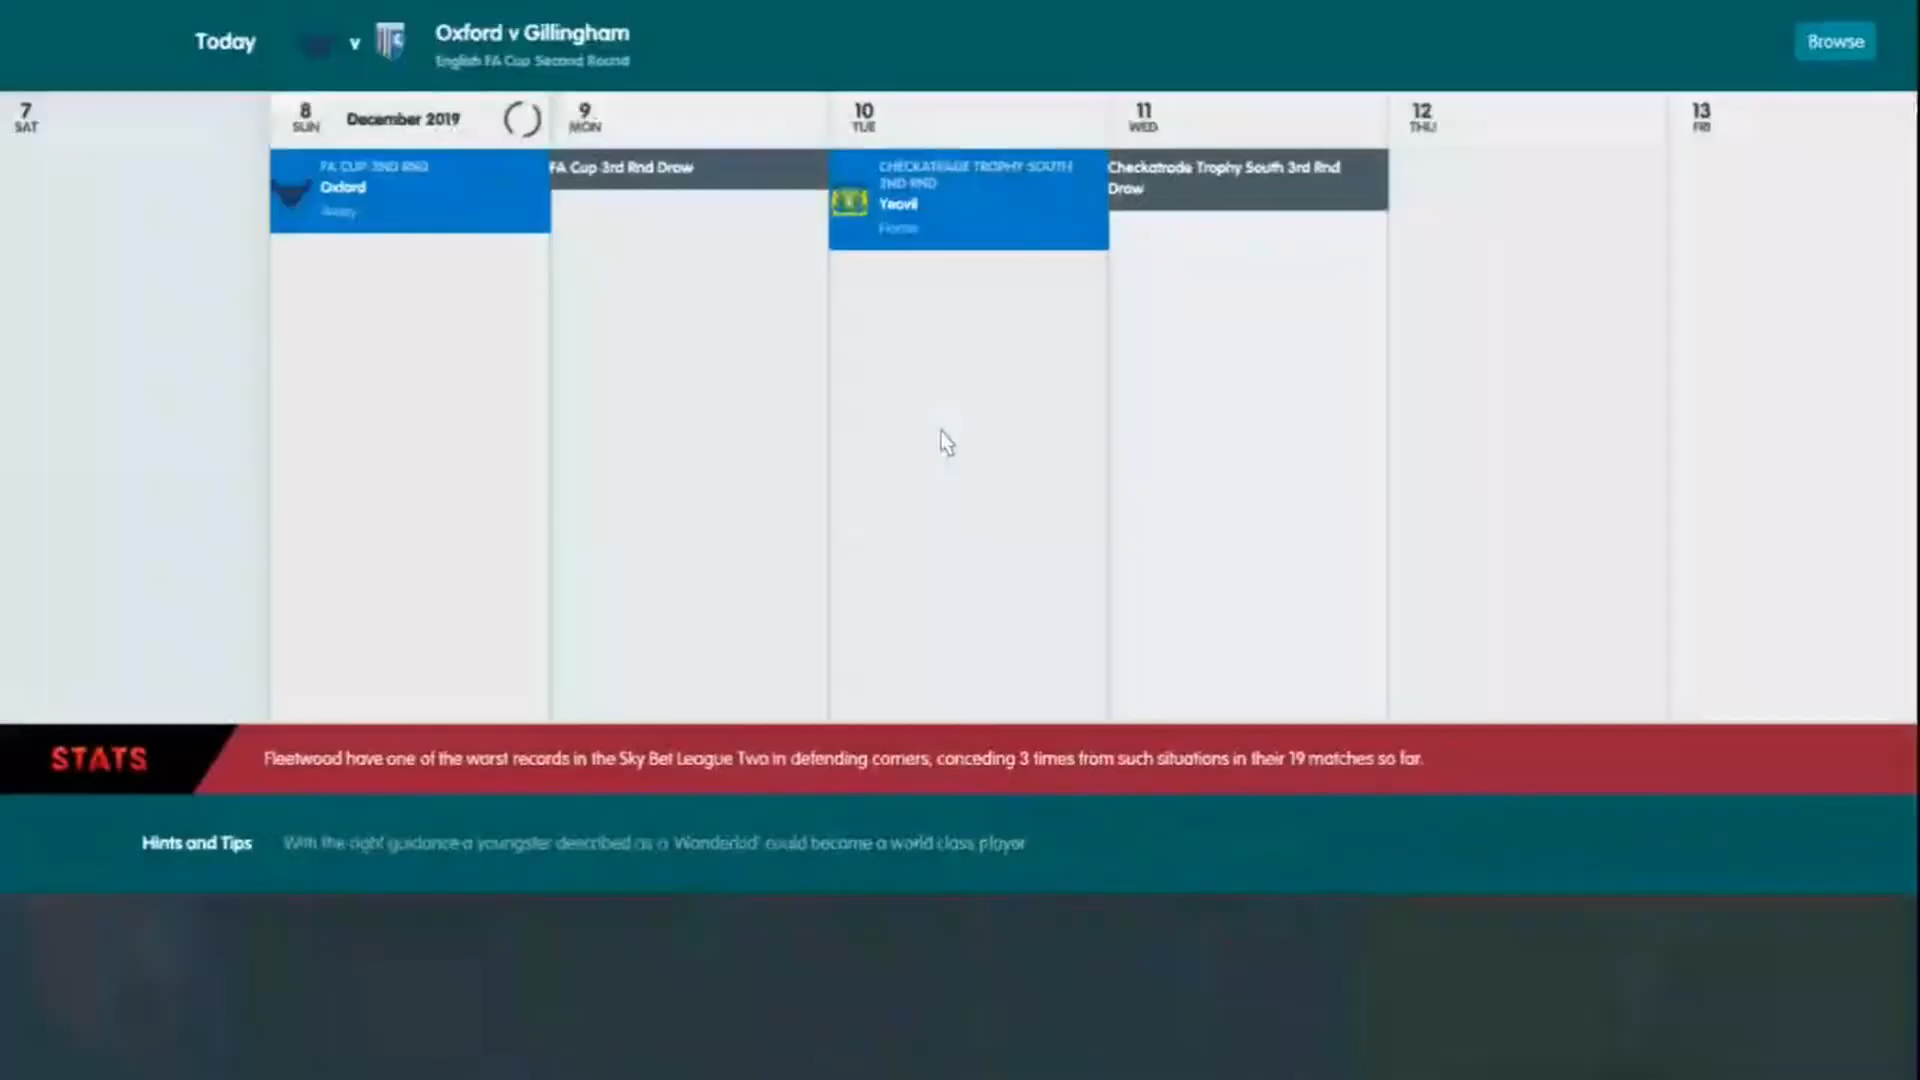 Today
v
Oxford v Gillingham
English FA Cup Second Round
Browse
7
SAT
8
SUN
December 2019
9
MON
10
TUE
11
WED
12
THU
13
FRI
FA CUP 2ND RND
Oxford
Away
FA Cup 3rd Rnd Draw
CHECKATRADE TROPHY SOUTH
2ND RND
Yeovil
Home
Checkatrade Trophy South 3rd Rnd
Draw
STATS
Fleetwood have one of the worst records in the Sky Bet League Two in defending corners, conceding 3 times from such situations in their 19 matches so far.
Hints and Tips
With the right guidance a youngster described as a 'Wonderkid' could become a world class player